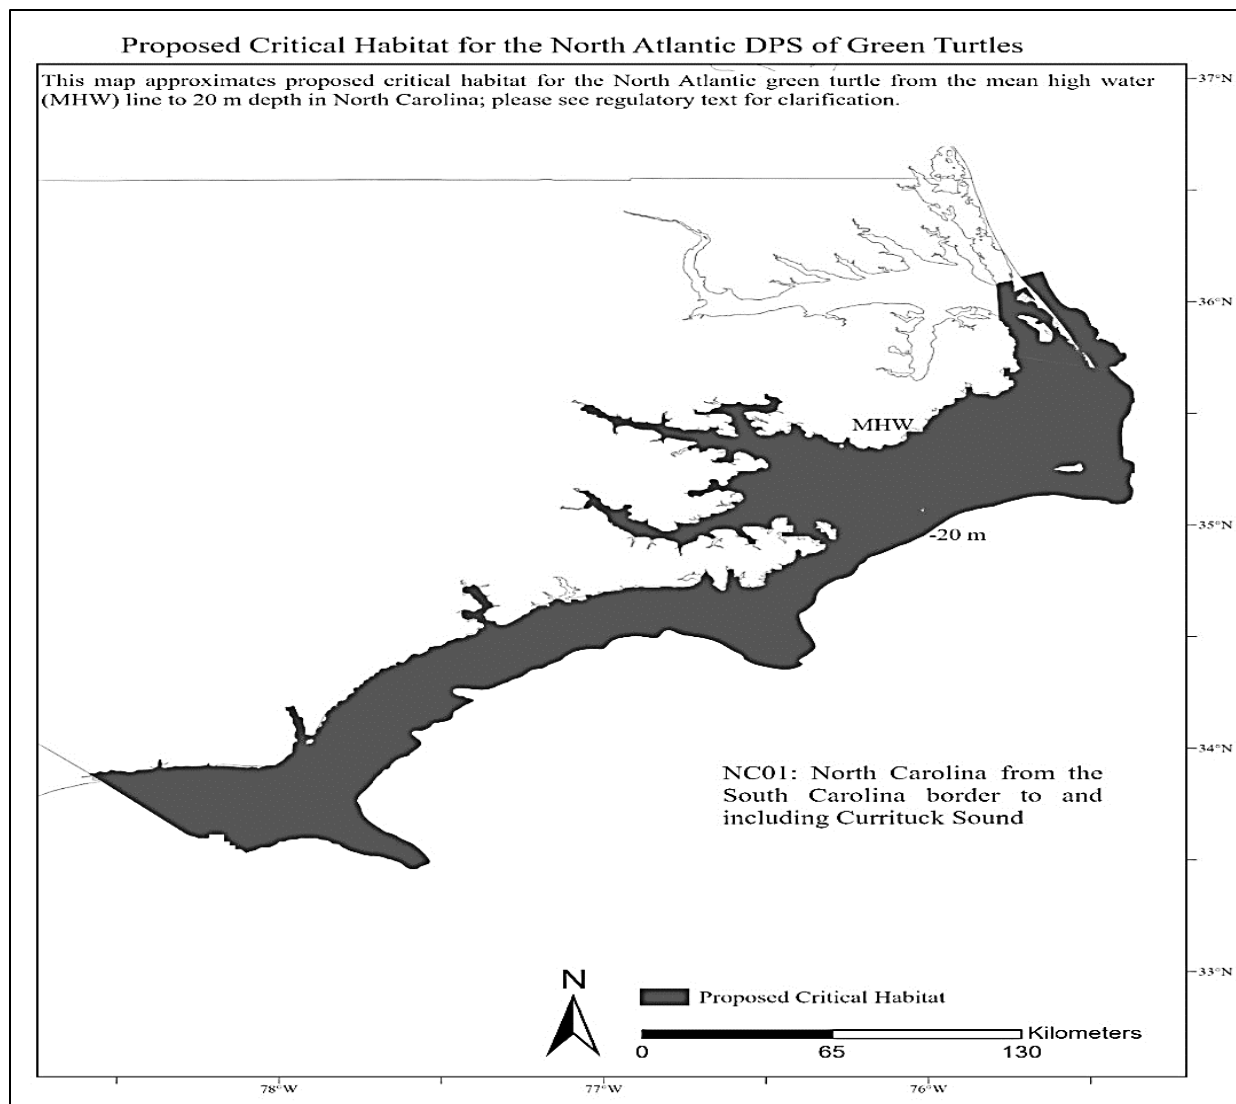 Proposed Critical Habitat for the North Atlantic DPS of Green Turtles
This map approximates proposed critical habitat for the North Atlantic green turtle from the mean high water
(MHW) line to 20 m depth in North Carolina; please see regulatory text for clarification.
37°N
36°N
MHW
35°N
-20 m
34°N
NC01: North Carolina from the
South Carolina border to and
including Currituck Sound
33°N
N
Proposed Critical Habitat
Kilometers
0 65 130
78°W 77°W 76°W